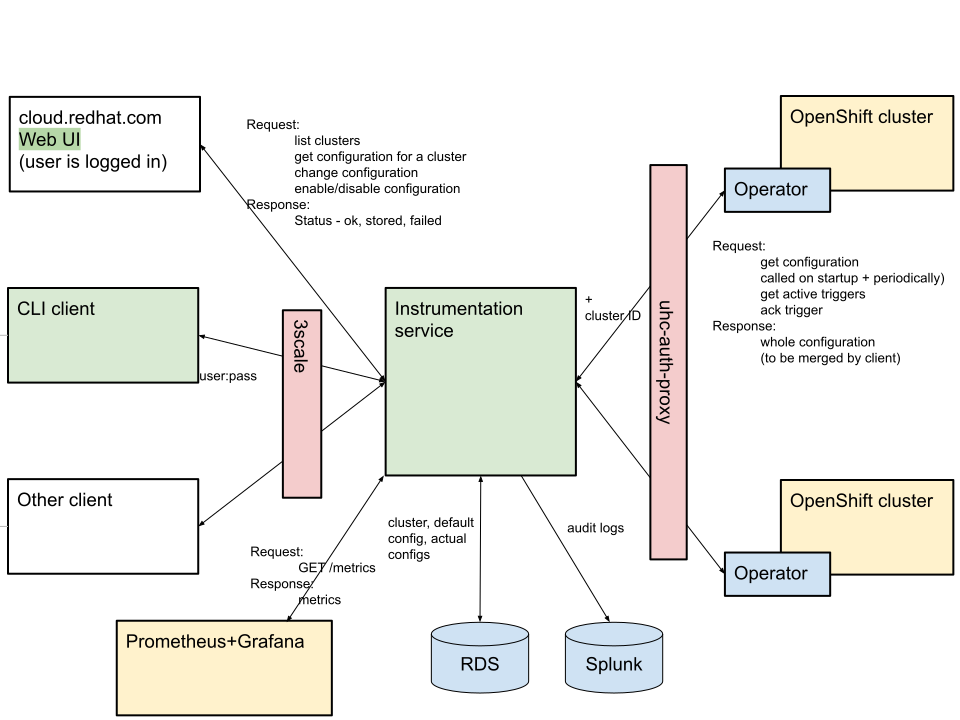 cloud.redhat.com
Web UI
(user is logged in)
Request:
list clusters
get configuration for a cluster
change configuration
enable/disable configuration
Response:
Status - ok, stored, failed
OpenShift cluster
Operator
Request:
get configuration
called on startup + periodically)
get active triggers
ack trigger
Response:
whole configuration
(to be merged by client)
CLI client
user:pass
3scale
Instrumentation
service
+
cluster ID
uhc-auth-proxy
Other client
OpenShift cluster
Operator
cluster, default
config, actual
configs
audit logs
Request:
GET /metrics
Response:
metrics
Prometheus+Grafana
RDS
Splunk